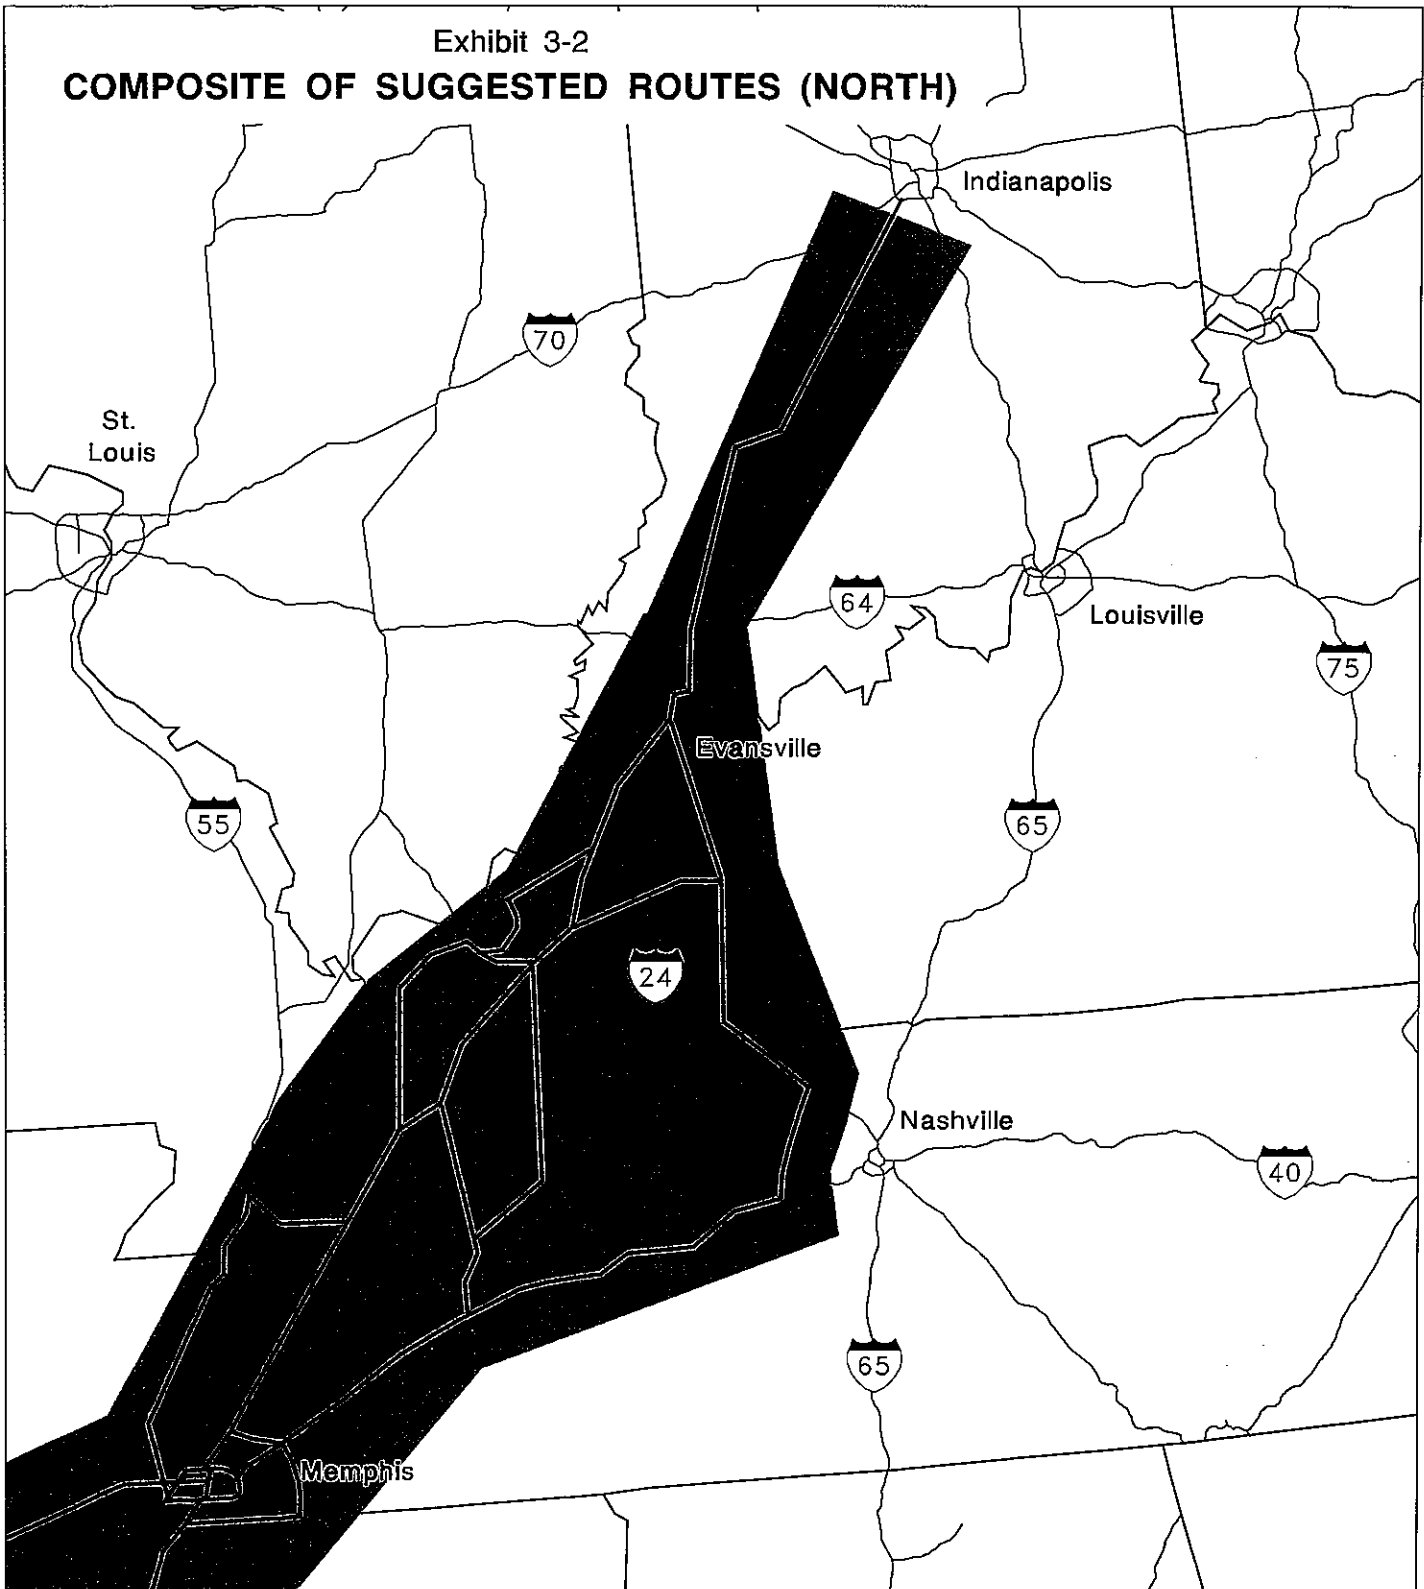 Exhibit 3-2
COMPOSITE OF SUGGESTED ROUTES (NORTH)
Indianapolis
70
St.
Louis
64
Louisville
75
Evansville
55
65
24
Nashville
40
65
Memphis